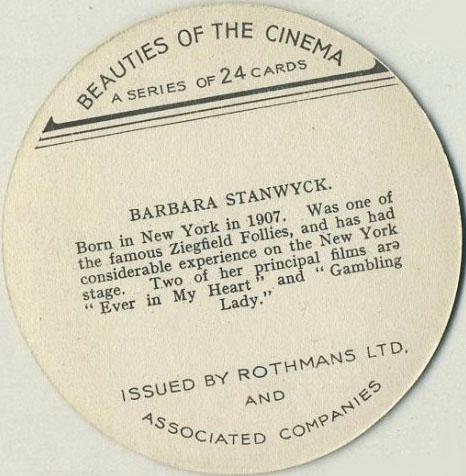 BEAUTIES OF THE CINEMA
A SERIES OF 24 CARDS
BARBARA STANWYCK.
Born in New York in 1907. Was one of
the famous Ziegfield Follies, and has had
considerable experience on the New York
stage. Two of her principal films are
" Ever in My Heart " and " Gambling
Lady."
ISSUED BY ROTHMANS LTD.
AND
ASSOCIATED COMPANIES